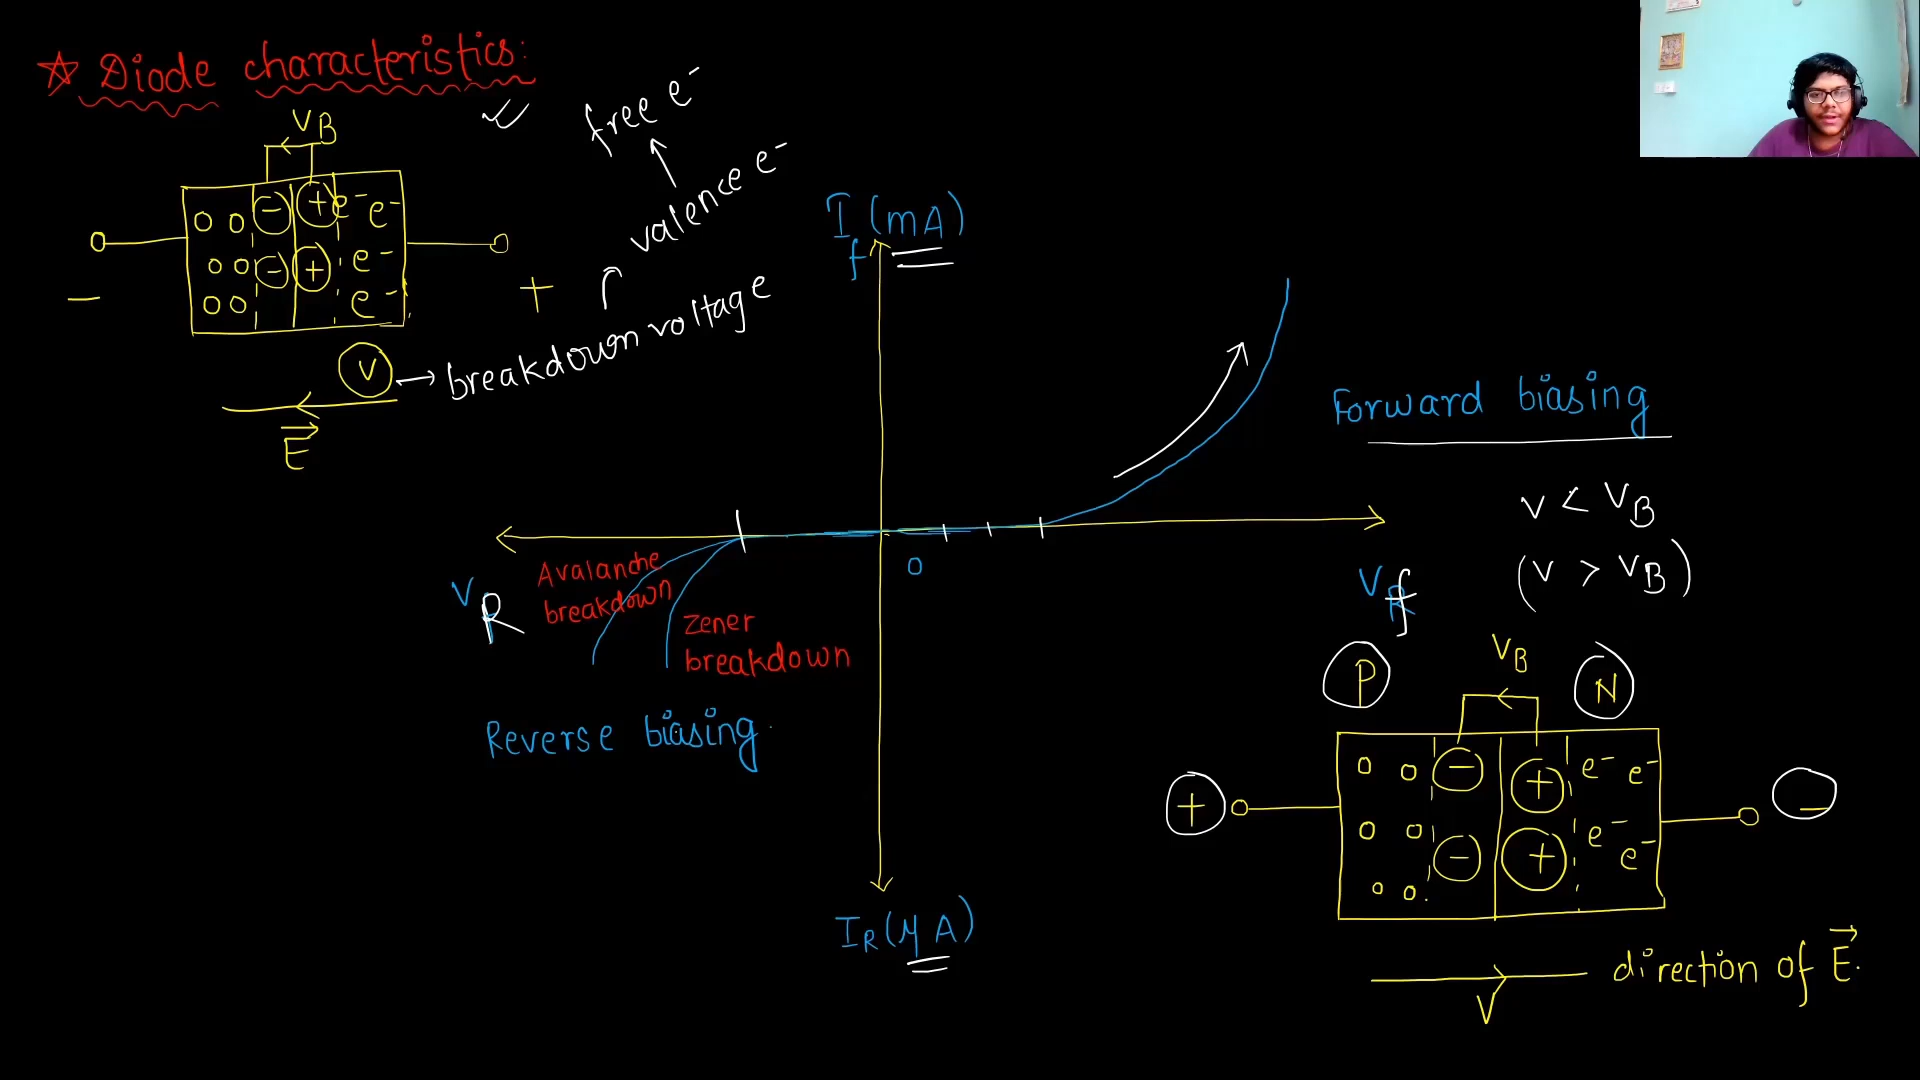 ☆ Diode characteristics:
VB
free e⁻
valence e⁻
− + e⁻ e⁻
− + e⁻
e⁻
−
+
V → breakdown voltage
E
If (mA)
Forward biasing
V < VB
(V > VB)
0
Avalanche
breakdown
VR
Zener
breakdown
Vf
Reverse biasing.
P
VB
N
− + e⁻ e⁻
+
−
− + e⁻ e⁻
IR (μA)
V
direction of E.